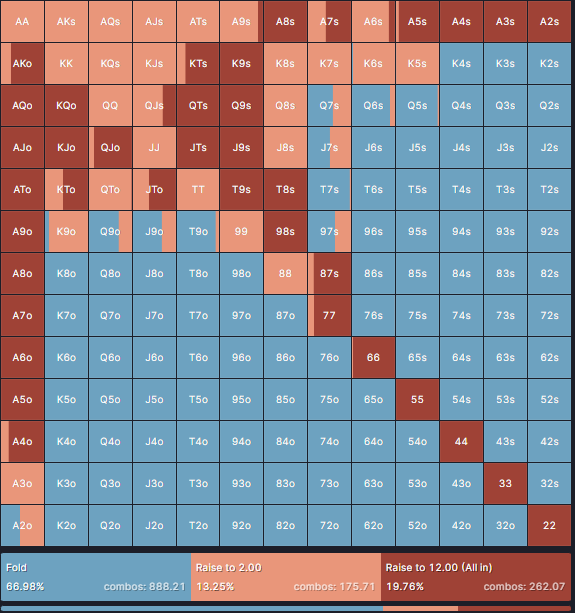 AA AKs AQs AJs ATs A9s A8s A7s A6s A5s A4s A3s A2s
AKo KK KQs KJs KTs K9s K8s K7s K6s K5s K4s K3s K2s
AQo KQo QQ QJs QTs Q9s Q8s Q7s Q6s Q5s Q4s Q3s Q2s
AJo KJo QJo JJ JTs J9s J8s J7s J6s J5s J4s J3s J2s
ATo KTo QTo JTo TT T9s T8s T7s T6s T5s T4s T3s T2s
A9o K9o Q9o J9o T9o 99 98s 97s 96s 95s 94s 93s 92s
A8o K8o Q8o J8o T8o 98o 88 87s 86s 85s 84s 83s 82s
A7o K7o Q7o J7o T7o 97o 87o 77 76s 75s 74s 73s 72s
A6o K6o Q6o J6o T6o 96o 86o 76o 66 65s 64s 63s 62s
A5o K5o Q5o J5o T5o 95o 85o 75o 65o 55 54s 53s 52s
A4o K4o Q4o J4o T4o 94o 84o 74o 64o 54o 44 43s 42s
A3o K3o Q3o J3o T3o 93o 83o 73o 63o 53o 43o 33 32s
A2o K2o Q2o J2o T2o 92o 82o 72o 62o 52o 42o 32o 22
Fold Raise to 2.00 Raise to 12.00 (All in)
66.98% combos: 888.21 13.25% combos: 175.71 19.76% combos: 262.07